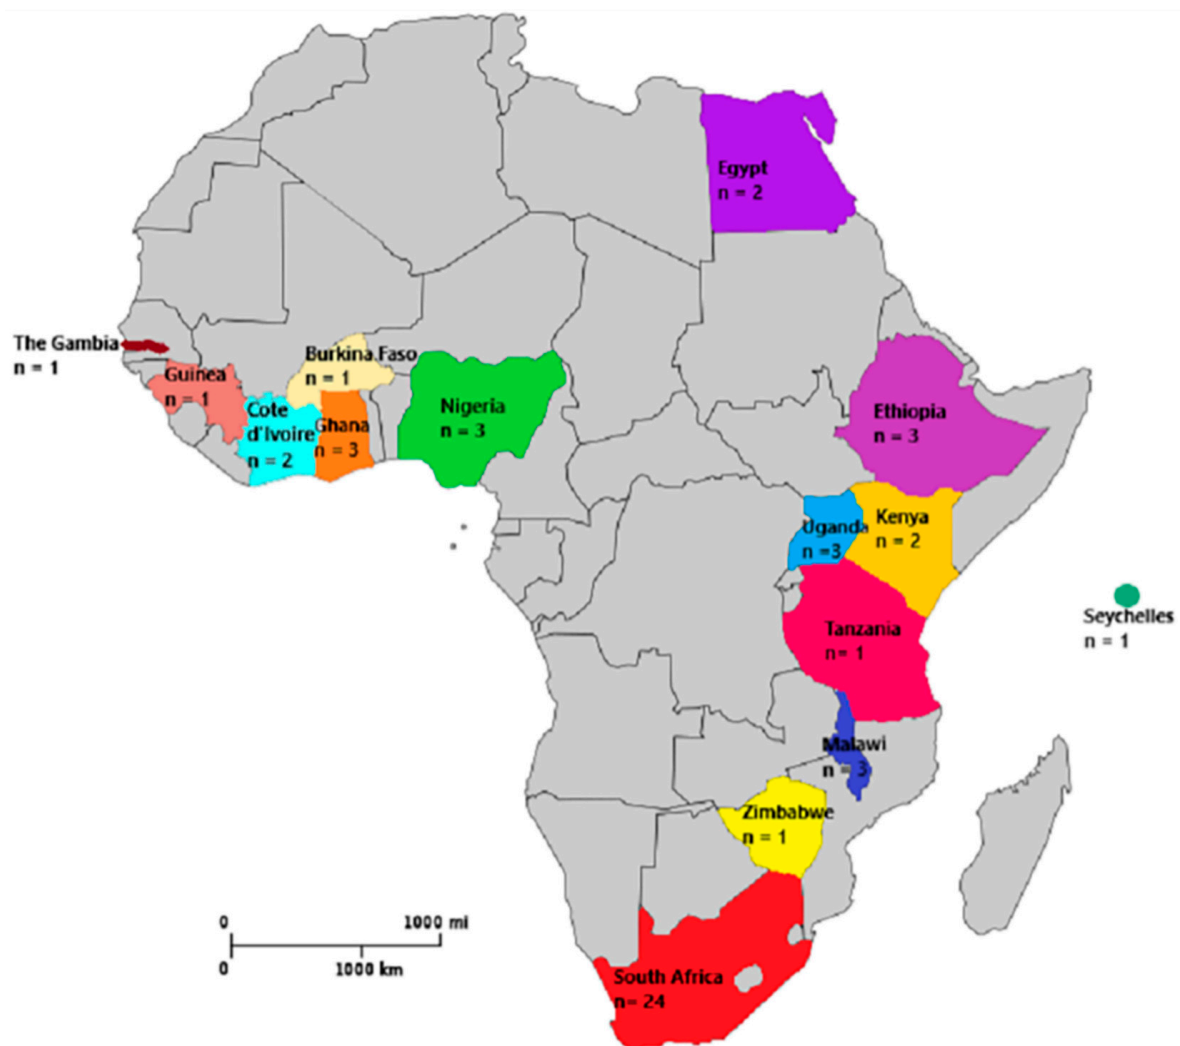 Egypt
n = 2
The Gambia
n = 1
Burkina Faso
n = 1
Guinea
n = 1
Cote
d'Ivoire
n = 2
Ghana
n = 3
Nigeria
n = 3
Ethiopia
n = 3
Uganda
n =3
Kenya
n = 2
Seychelles
n = 1
Tanzania
n= 1
Malawi
n = 3
Zimbabwe
n = 1
0 1000 mi
0 1000 km
South Africa
n= 24